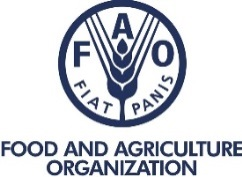 F A O
FIAT PANIS
FOOD AND AGRICULTURE
ORGANIZATION